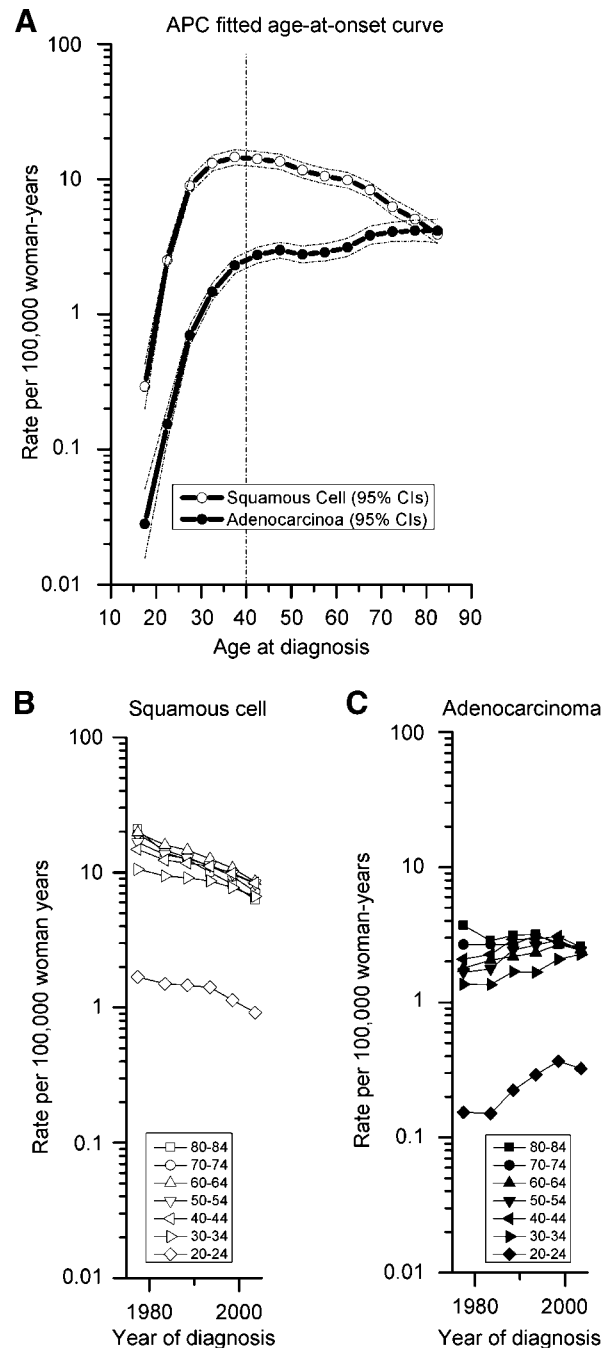 A
APC fitted age-at-onset curve
Rate per 100,000 woman-years
100
10
1
0.1
0.01
Squamous Cell (95% CIs)
Adenocarcinoa (95% CIs)
10 20 30 40 50 60 70 80 90
Age at diagnosis
B
Squamous cell
Rate per 100,000 woman years
100
10
1
0.1
0.01
80-84
70-74
60-64
50-54
40-44
30-34
20-24
1980 2000
Year of diagnosis
C
Adenocarcinoma
Rate per 100,000 woman-years
100
10
1
0.1
0.01
80-84
70-74
60-64
50-54
40-44
30-34
20-24
1980 2000
Year of diagnosis